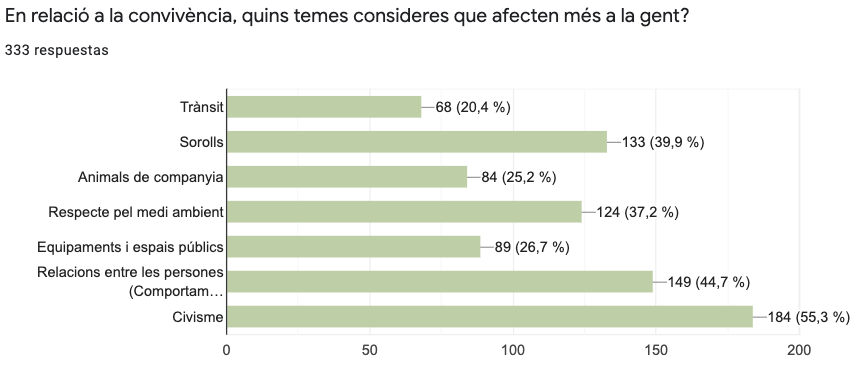 En relació a la convivència, quins temes consideres que afecten més a la gent?
333 respuestas
Trànsit
68 (20,4 %)
Sorolls
133 (39,9 %)
Animals de companyia
84 (25,2 %)
Respecte pel medi ambient
124 (37,2 %)
Equipaments i espais públics
89 (26,7 %)
Relacions entre les persones
(Comportam…
149 (44,7 %)
Civisme
184 (55,3 %)
0
50
100
150
200